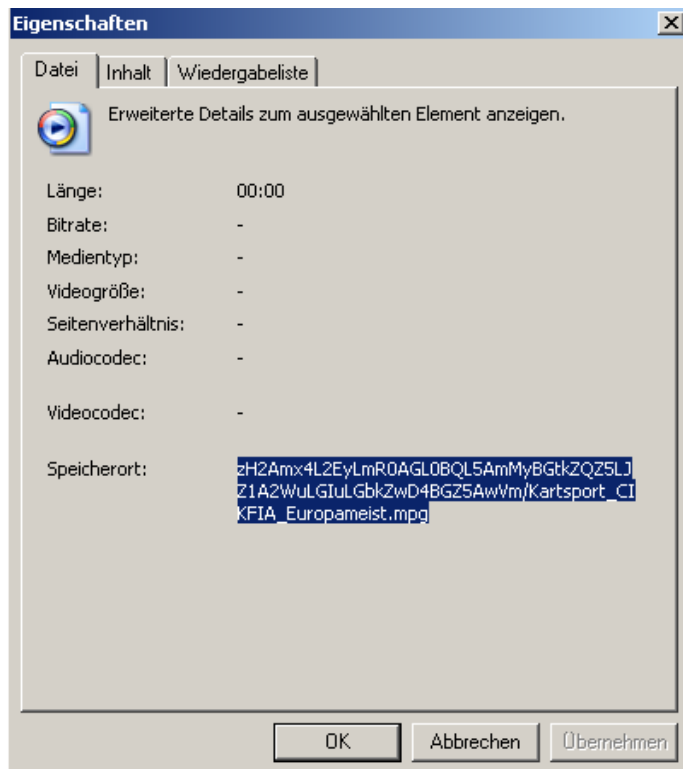 Eigenschaften
Datei
Inhalt
Wiedergabeliste
Erweiterte Details zum ausgewählten Element anzeigen.
Länge: 00:00
Bitrate: -
Medientyp: -
Videogröße: -
Seitenverhältnis: -
Audiocodec: -
Videocodec: -
Speicherort: zH2Amx4L2EyLmR0AGL0BQL5AmMyBGtkZQZ5LJ
Z1A2WuLGIuLGbkZwD4BGZ5AwVm/Kartsport_CI
KFIA_Europameist.mpg
OK
Abbrechen
Übernehmen